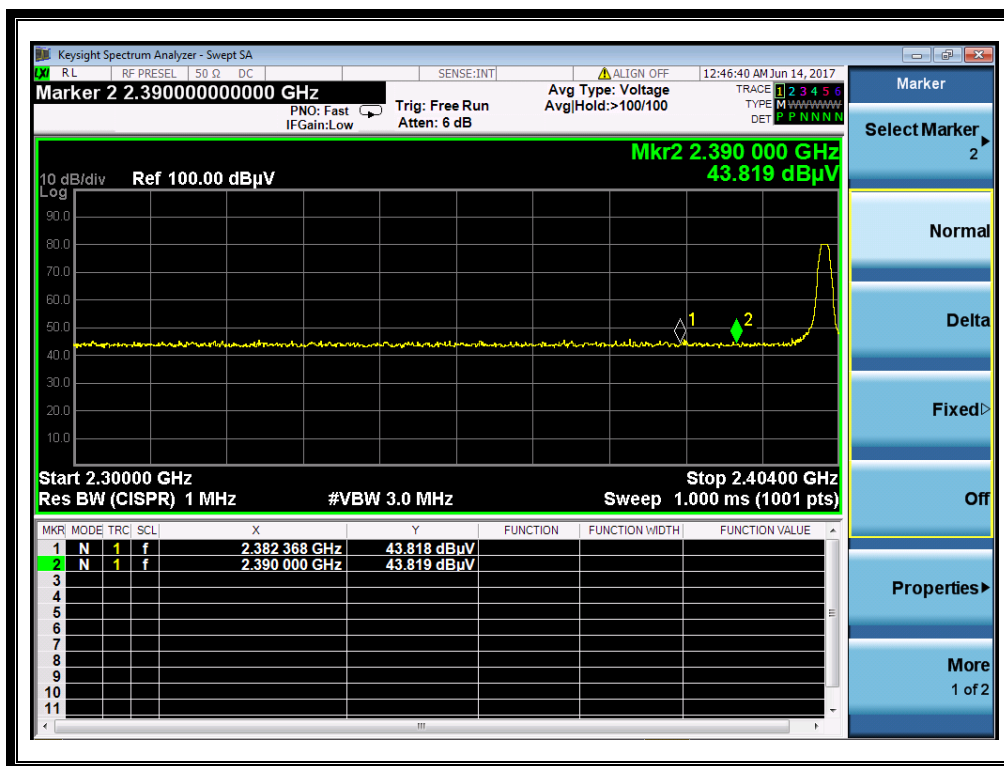 Keysight Spectrum Analyzer - Swept SA
LXI RL RF PRESEL 50 Ω DC SENSE:INT ALIGN OFF 12:46:40 AM Jun 14, 2017
Marker 2 2.390000000000 GHz
PNO: Fast
IFGain:Low
Trig: Free Run
Atten: 6 dB
Avg Type: Voltage
Avg|Hold:>100/100
TRACE 1 2 3 4 5 6
TYPE M WWWWW
DET P P N N N N
Mkr2 2.390 000 GHz
43.819 dBµV
10 dB/div Ref 100.00 dBµV
Log
90.0
80.0
70.0
60.0
50.0
40.0
30.0
20.0
10.0
1
2
Start 2.30000 GHz Stop 2.40400 GHz
Res BW (CISPR) 1 MHz #VBW 3.0 MHz Sweep 1.000 ms (1001 pts)
MKR MODE TRC SCL X Y FUNCTION FUNCTION WIDTH FUNCTION VALUE
1 N 1 f 2.382 368 GHz 43.818 dBµV
2 N 1 f 2.390 000 GHz 43.819 dBµV
3
4
5
6
7
8
9
10
11
Marker
Select Marker
2
Normal
Delta
Fixed
Off
Properties
More
1 of 2